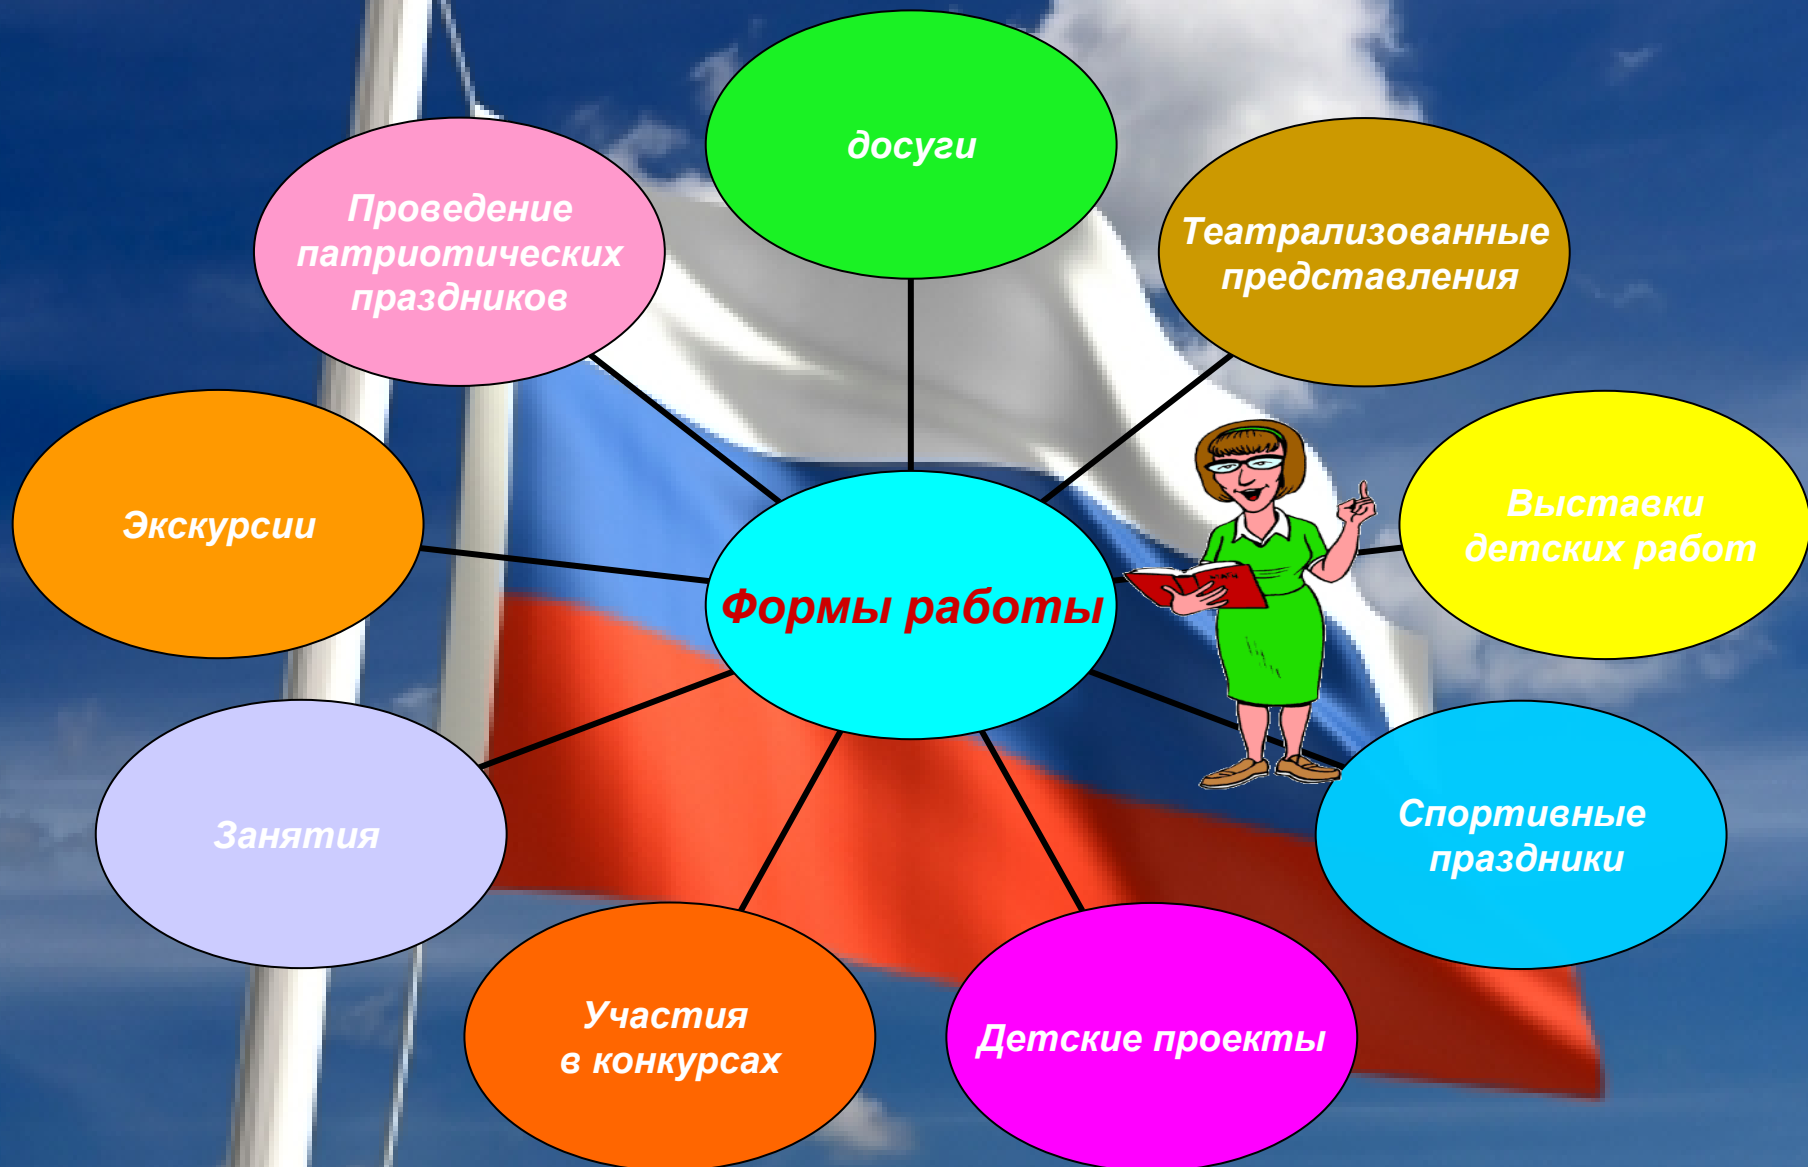 досуги
Проведение
патриотических
праздников
Театрализованные
представления
Экскурсии
Выставки
детских работ
Формы работы
Занятия
Спортивные
праздники
Участия
в конкурсах
Детские проекты